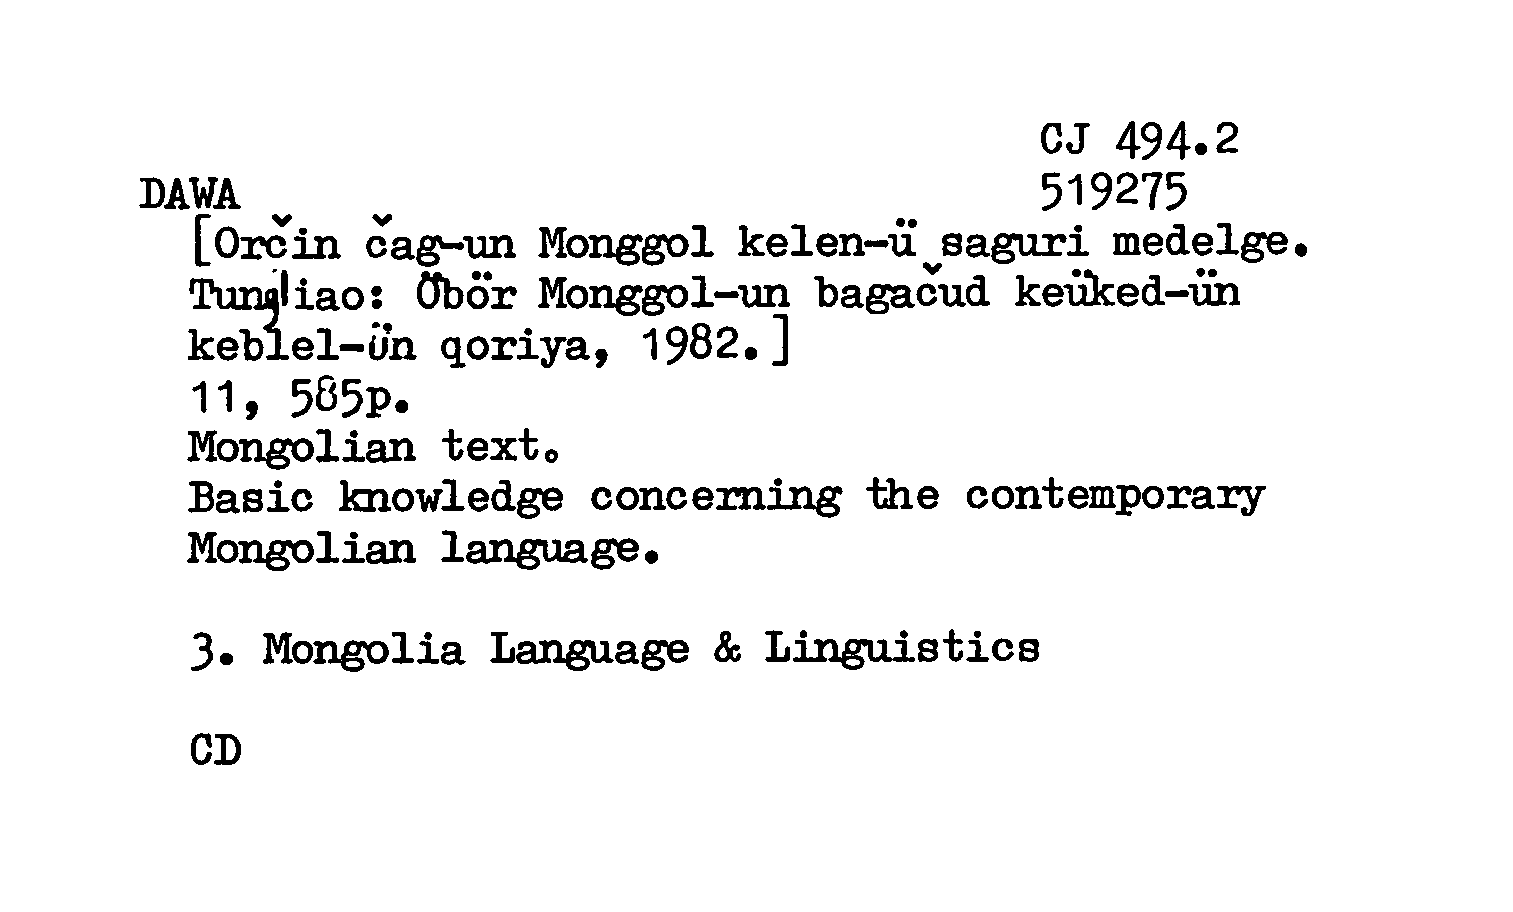 CJ 494.2
DAWA 519275
[Orčin čag-un Monggol kelen-ü saguri medelge.
Tungliao: Öbör Monggol-un bagačud keüked-ün
keblel-ün qoriya, 1982.]
11, 585p.
Mongolian text.
Basic knowledge concerning the contemporary
Mongolian language.
3. Mongolia Language & Linguistics
CD